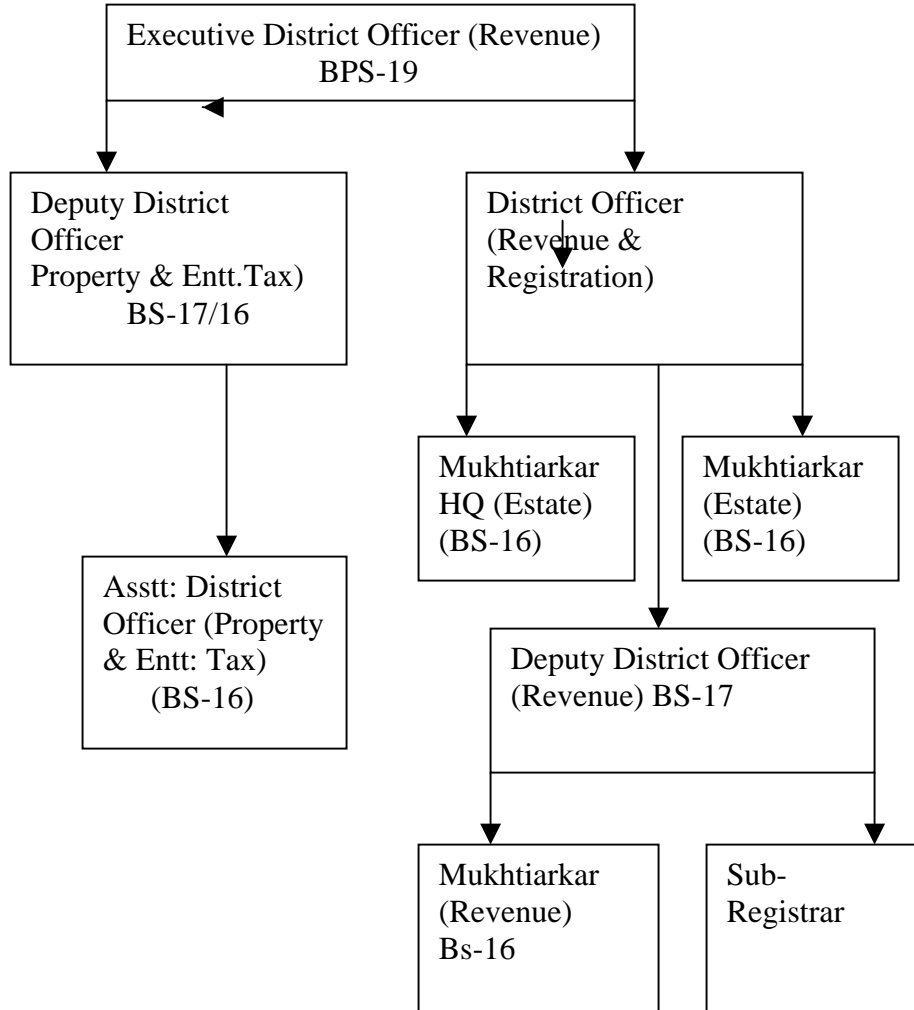 Executive District Officer (Revenue)
BPS-19
Deputy District
Officer
Property & Entt.Tax)
BS-17/16
District Officer
(Revenue &
Registration)
Mukhtiarkar
HQ (Estate)
(BS-16)
Mukhtiarkar
(Estate)
(BS-16)
Asstt: District
Officer (Property
& Entt: Tax)
(BS-16)
Deputy District Officer
(Revenue) BS-17
Mukhtiarkar
(Revenue)
Bs-16
Sub-
Registrar